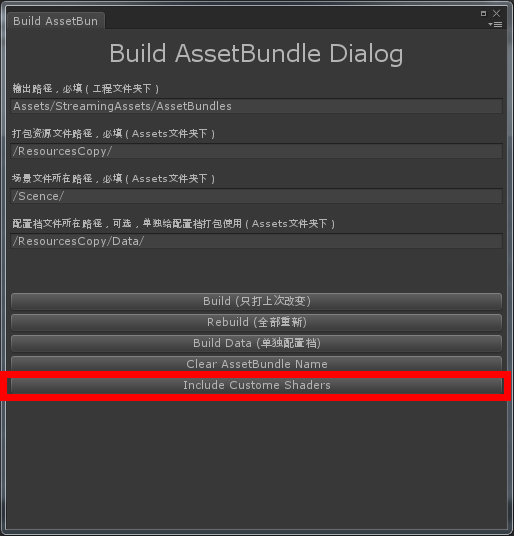 Build AssetBun
Build AssetBundle Dialog
输出路径，必填（工程文件夹下）
Assets/StreamingAssets/AssetBundles
打包资源文件路径，必填（Assets文件夹下）
/ResourcesCopy/
场景文件所在路径，必填（Assets文件夹下）
/Scence/
配置档文件所在路径，可选，单独给配置档打包使用（Assets文件夹下）
/ResourcesCopy/Data/
Build (只打上次改变)
Rebuild (全部重新)
Build Data (单独配置档)
Clear AssetBundle Name
Include Custome Shaders